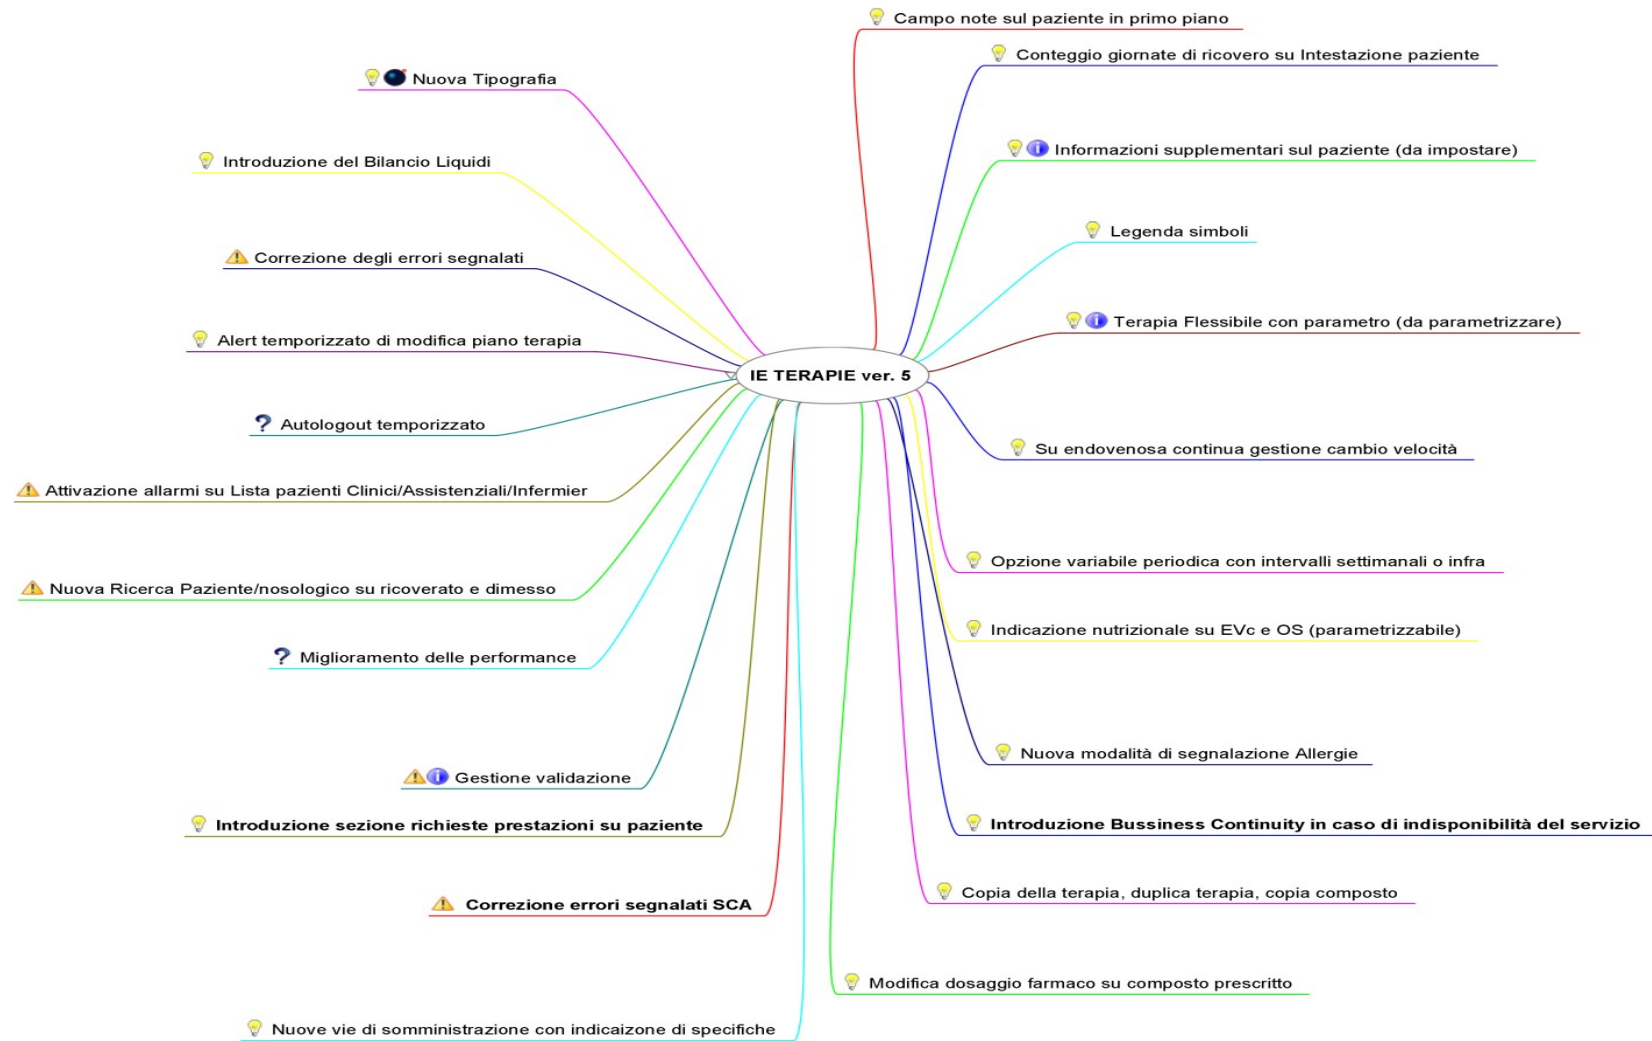 Campo note sul paziente in primo piano
Conteggio giornate di ricovero su Intestazione paziente
Nuova Tipografia
Informazioni supplementari sul paziente (da impostare)
Introduzione del Bilancio Liquidi
Legenda simboli
Correzione degli errori segnalati
Terapia Flessibile con parametro (da parametrizzare)
Alert temporizzato di modifica piano terapia
IE TERAPIE ver. 5
Autologout temporizzato
Su endovenosa continua gestione cambio velocità
Attivazione allarmi su Lista pazienti Clinici/Assistenziali/Infermier
Opzione variabile periodica con intervalli settimanali o infra
Nuova Ricerca Paziente/nosologico su ricoverato e dimesso
Indicazione nutrizionale su EVc e OS (parametrizzabile)
Miglioramento delle performance
Nuova modalità di segnalazione Allergie
Gestione validazione
Introduzione sezione richieste prestazioni su paziente
Introduzione Bussiness Continuity in caso di indisponibilità del servizio
Copia della terapia, duplica terapia, copia composto
Correzione errori segnalati SCA
Modifica dosaggio farmaco su composto prescritto
Nuove vie di somministrazione con indicaizone di specifiche